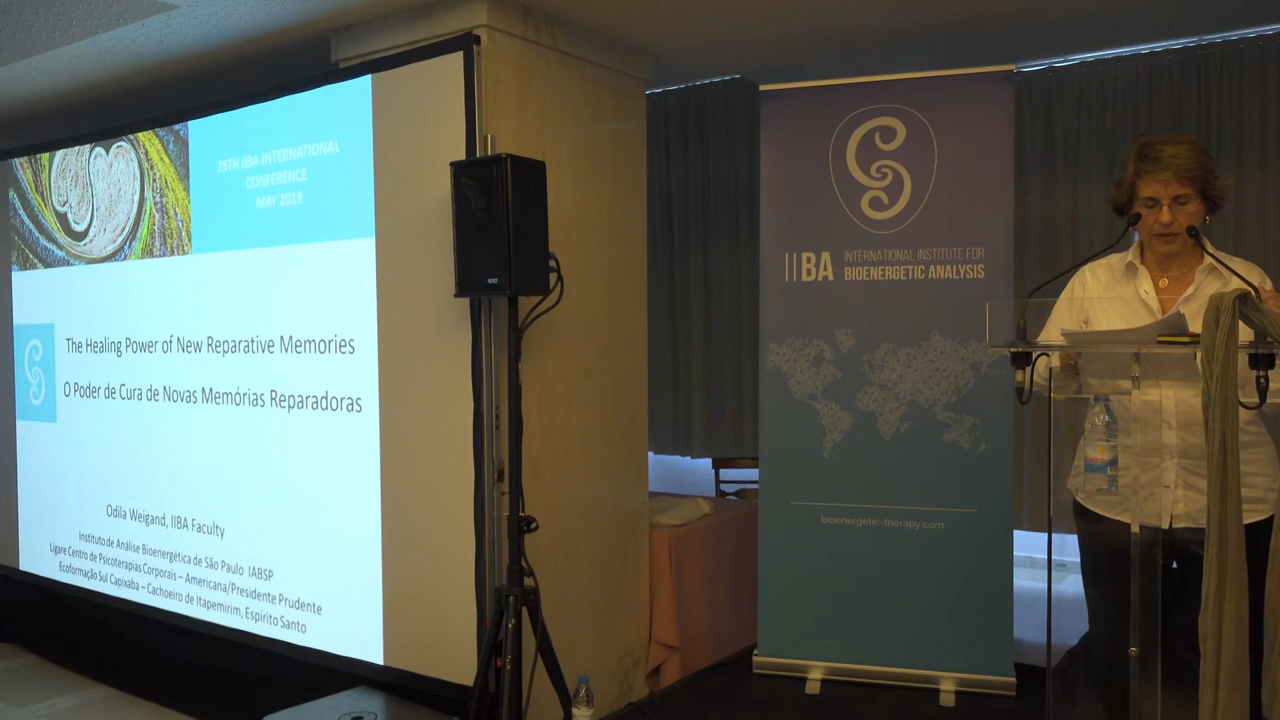 25TH IIBA INTERNATIONAL
CONFERENCE
MAY 2019
The Healing Power of New Reparative Memories
O Poder de Cura de Novas Memórias Reparadoras
Odila Weigand, IIBA Faculty
Instituto de Análise Bioenergética de São Paulo IABSP
Ligare Centro de Psicoterapias Corporais – Americana/Presidente Prudente
Ecoformação Sul Capixaba – Cachoeiro de Itapemirim, Espírito Santo
IIBA
INTERNATIONAL INSTITUTE FOR
BIOENERGETIC ANALYSIS
bioenergetic-therapy.com